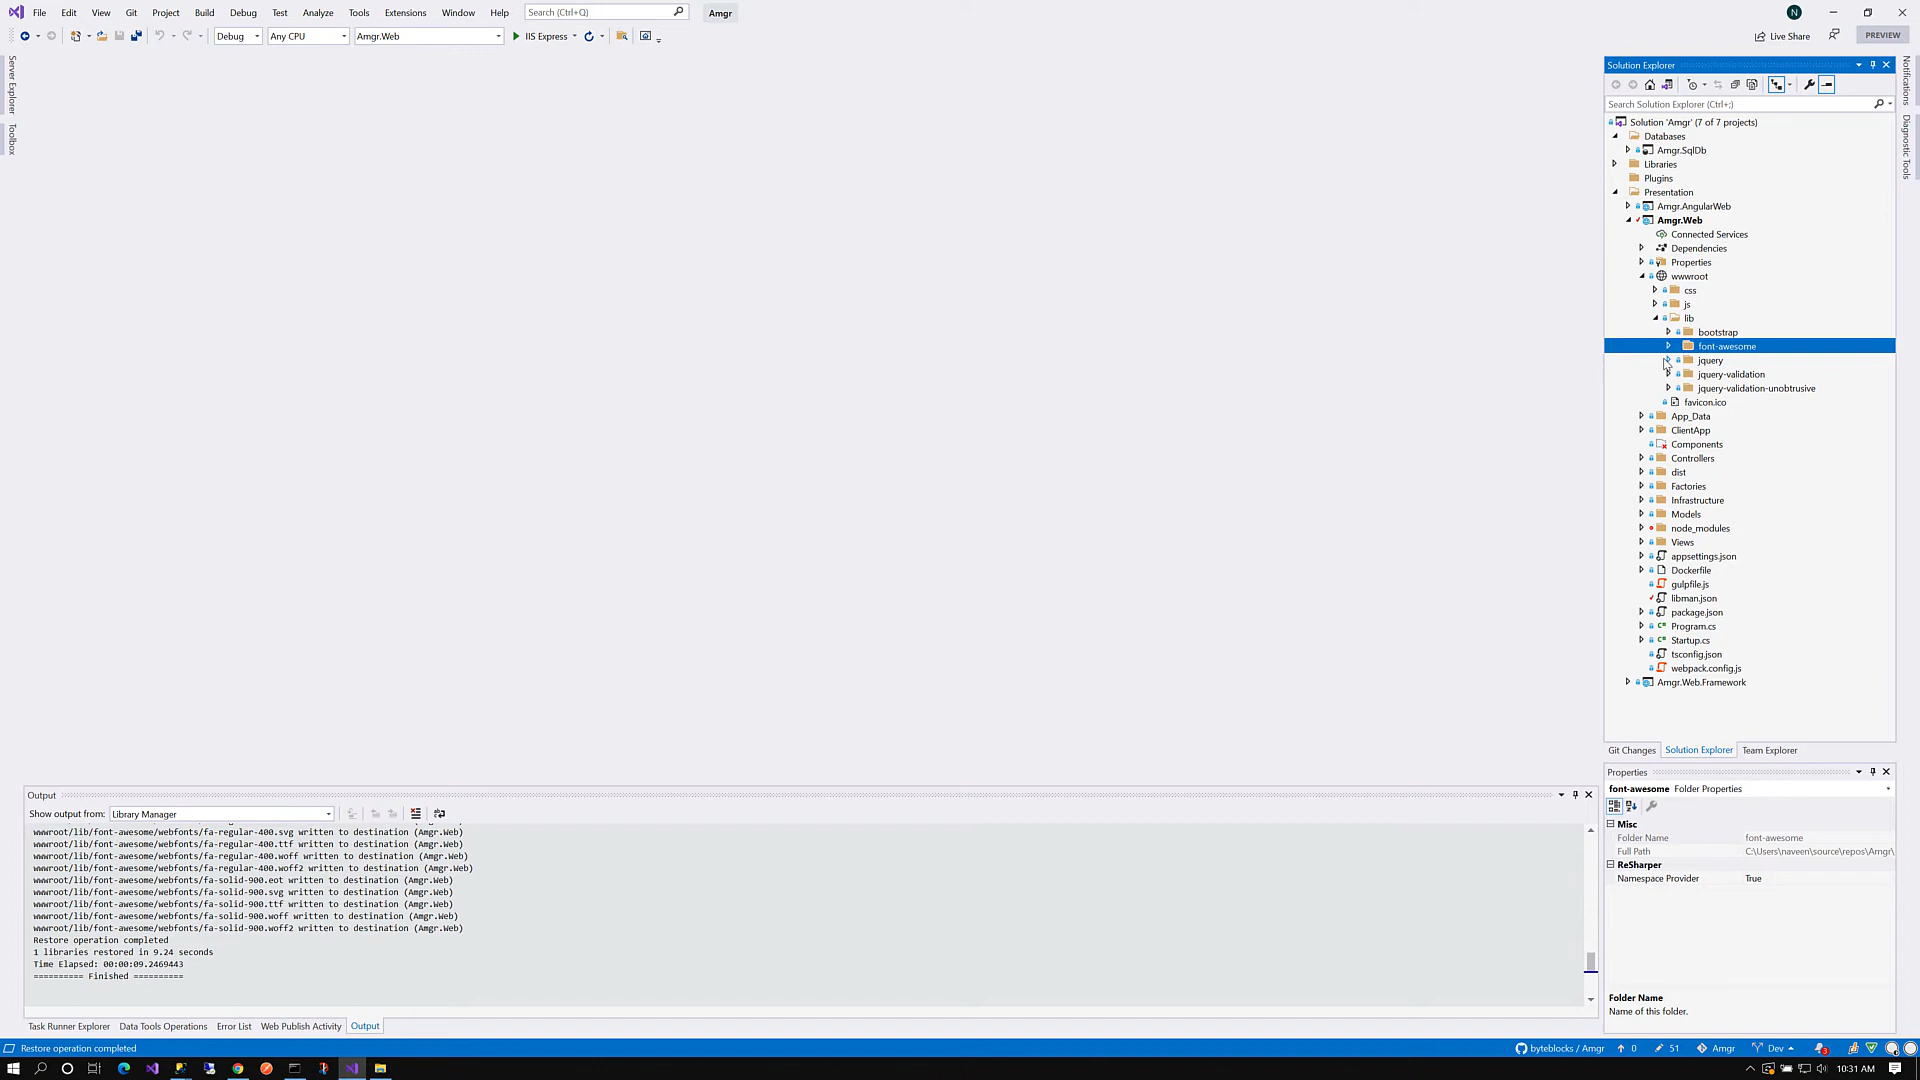 File Edit View Git Project Build Debug Test Analyze Tools Extensions Window Help Search (Ctrl+Q) Amgr
Debug Any CPU Amgr.Web IIS Express Live Share PREVIEW
Server Explorer
Toolbox
Notifications
Diagnostic Tools
Solution Explorer
Search Solution Explorer (Ctrl+;)
Solution 'Amgr' (7 of 7 projects)
Databases
Amgr.SqlDb
Libraries
Plugins
Presentation
Amgr.AngularWeb
Amgr.Web
Connected Services
Dependencies
Properties
wwwroot
css
js
lib
bootstrap
font-awesome
jquery
jquery-validation
jquery-validation-unobtrusive
favicon.ico
App_Data
ClientApp
Components
Controllers
dist
Factories
Infrastructure
Models
node_modules
Views
appsettings.json
Dockerfile
gulpfile.js
libman.json
package.json
Program.cs
Startup.cs
tsconfig.json
webpack.config.js
Amgr.Web.Framework
Git Changes Solution Explorer Team Explorer
Properties
font-awesome Folder Properties
Misc
Folder Name font-awesome
Full Path C:\Users\naveen\source\repos\Amgr\
ReSharper
Namespace Provider True
Folder Name
Name of this folder.
Output
Show output from: Library Manager
wwwroot/lib/font-awesome/webfonts/fa-regular-400.svg written to destination (Amgr.Web)
wwwroot/lib/font-awesome/webfonts/fa-regular-400.ttf written to destination (Amgr.Web)
wwwroot/lib/font-awesome/webfonts/fa-regular-400.woff written to destination (Amgr.Web)
wwwroot/lib/font-awesome/webfonts/fa-regular-400.woff2 written to destination (Amgr.Web)
wwwroot/lib/font-awesome/webfonts/fa-solid-900.eot written to destination (Amgr.Web)
wwwroot/lib/font-awesome/webfonts/fa-solid-900.svg written to destination (Amgr.Web)
wwwroot/lib/font-awesome/webfonts/fa-solid-900.ttf written to destination (Amgr.Web)
wwwroot/lib/font-awesome/webfonts/fa-solid-900.woff written to destination (Amgr.Web)
wwwroot/lib/font-awesome/webfonts/fa-solid-900.woff2 written to destination (Amgr.Web)
Restore operation completed
1 libraries restored in 9.24 seconds
Time Elapsed: 00:00:09.2469443
========== Finished ==========
Task Runner Explorer Data Tools Operations Error List Web Publish Activity Output
Restore operation completed byteblocks / Amgr 0 51 Amgr Dev 3
10:31 AM